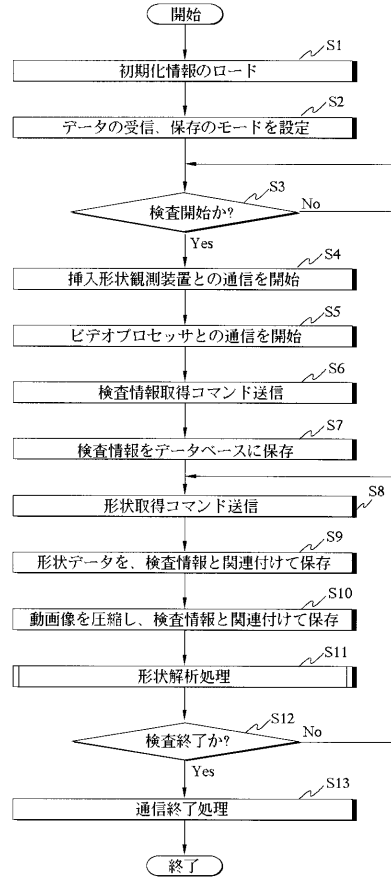 開始
S1
初期化情報のロード
S2
データの受信、保存のモードを設定
S3
検査開始か?
No
Yes
S4
挿入形状観測装置との通信を開始
S5
ビデオプロセッサとの通信を開始
S6
検査情報取得コマンド送信
S7
検査情報をデータベースに保存
S8
形状取得コマンド送信
S9
形状データを、検査情報と関連付けて保存
S10
動画像を圧縮し、検査情報と関連付けて保存
S11
形状解析処理
S12
検査終了か?
No
Yes
S13
通信終了処理
終了